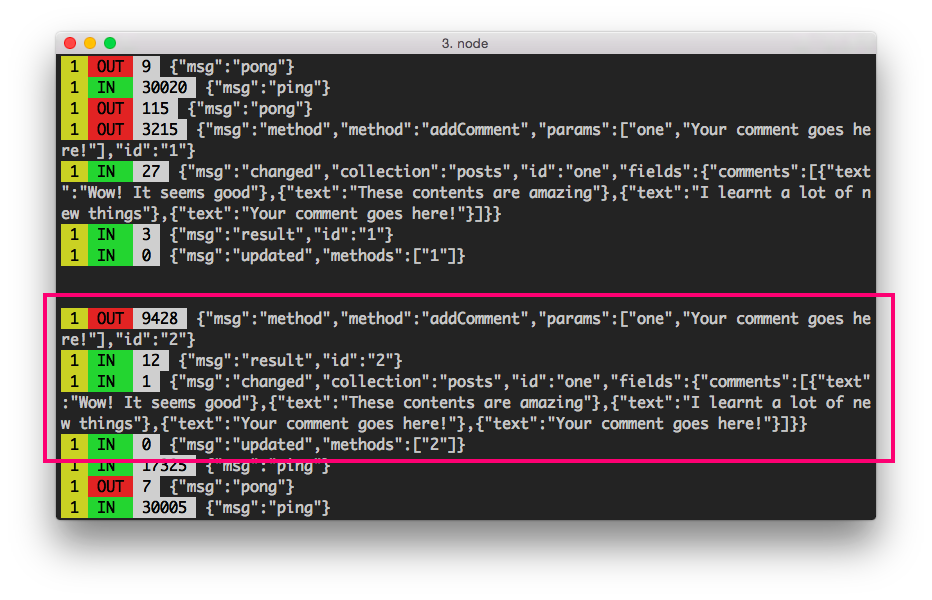 3. node
1 OUT 9 {"msg":"pong"}
1 IN 30020 {"msg":"ping"}
1 OUT 115 {"msg":"pong"}
1 OUT 3215 {"msg":"method","method":"addComment","params":["one","Your comment goes he
re!"],"id":"1"}
1 IN 27 {"msg":"changed","collection":"posts","id":"one","fields":{"comments":[{"text
":"Wow! It seems good"},{"text":"These contents are amazing"},{"text":"I learnt a lot of n
ew things"},{"text":"Your comment goes here!"}]}}
1 IN 3 {"msg":"result","id":"1"}
1 IN 0 {"msg":"updated","methods":["1"]}
1 OUT 9428 {"msg":"method","method":"addComment","params":["one","Your comment goes he
re!"],"id":"2"}
1 IN 12 {"msg":"result","id":"2"}
1 IN 1 {"msg":"changed","collection":"posts","id":"one","fields":{"comments":[{"text"
:"Wow! It seems good"},{"text":"These contents are amazing"},{"text":"I learnt a lot of ne
w things"},{"text":"Your comment goes here!"},{"text":"Your comment goes here!"}]}}
1 IN 0 {"msg":"updated","methods":["2"]}
1 IN 17325 {"msg":"ping"}
1 OUT 7 {"msg":"pong"}
1 IN 30005 {"msg":"ping"}